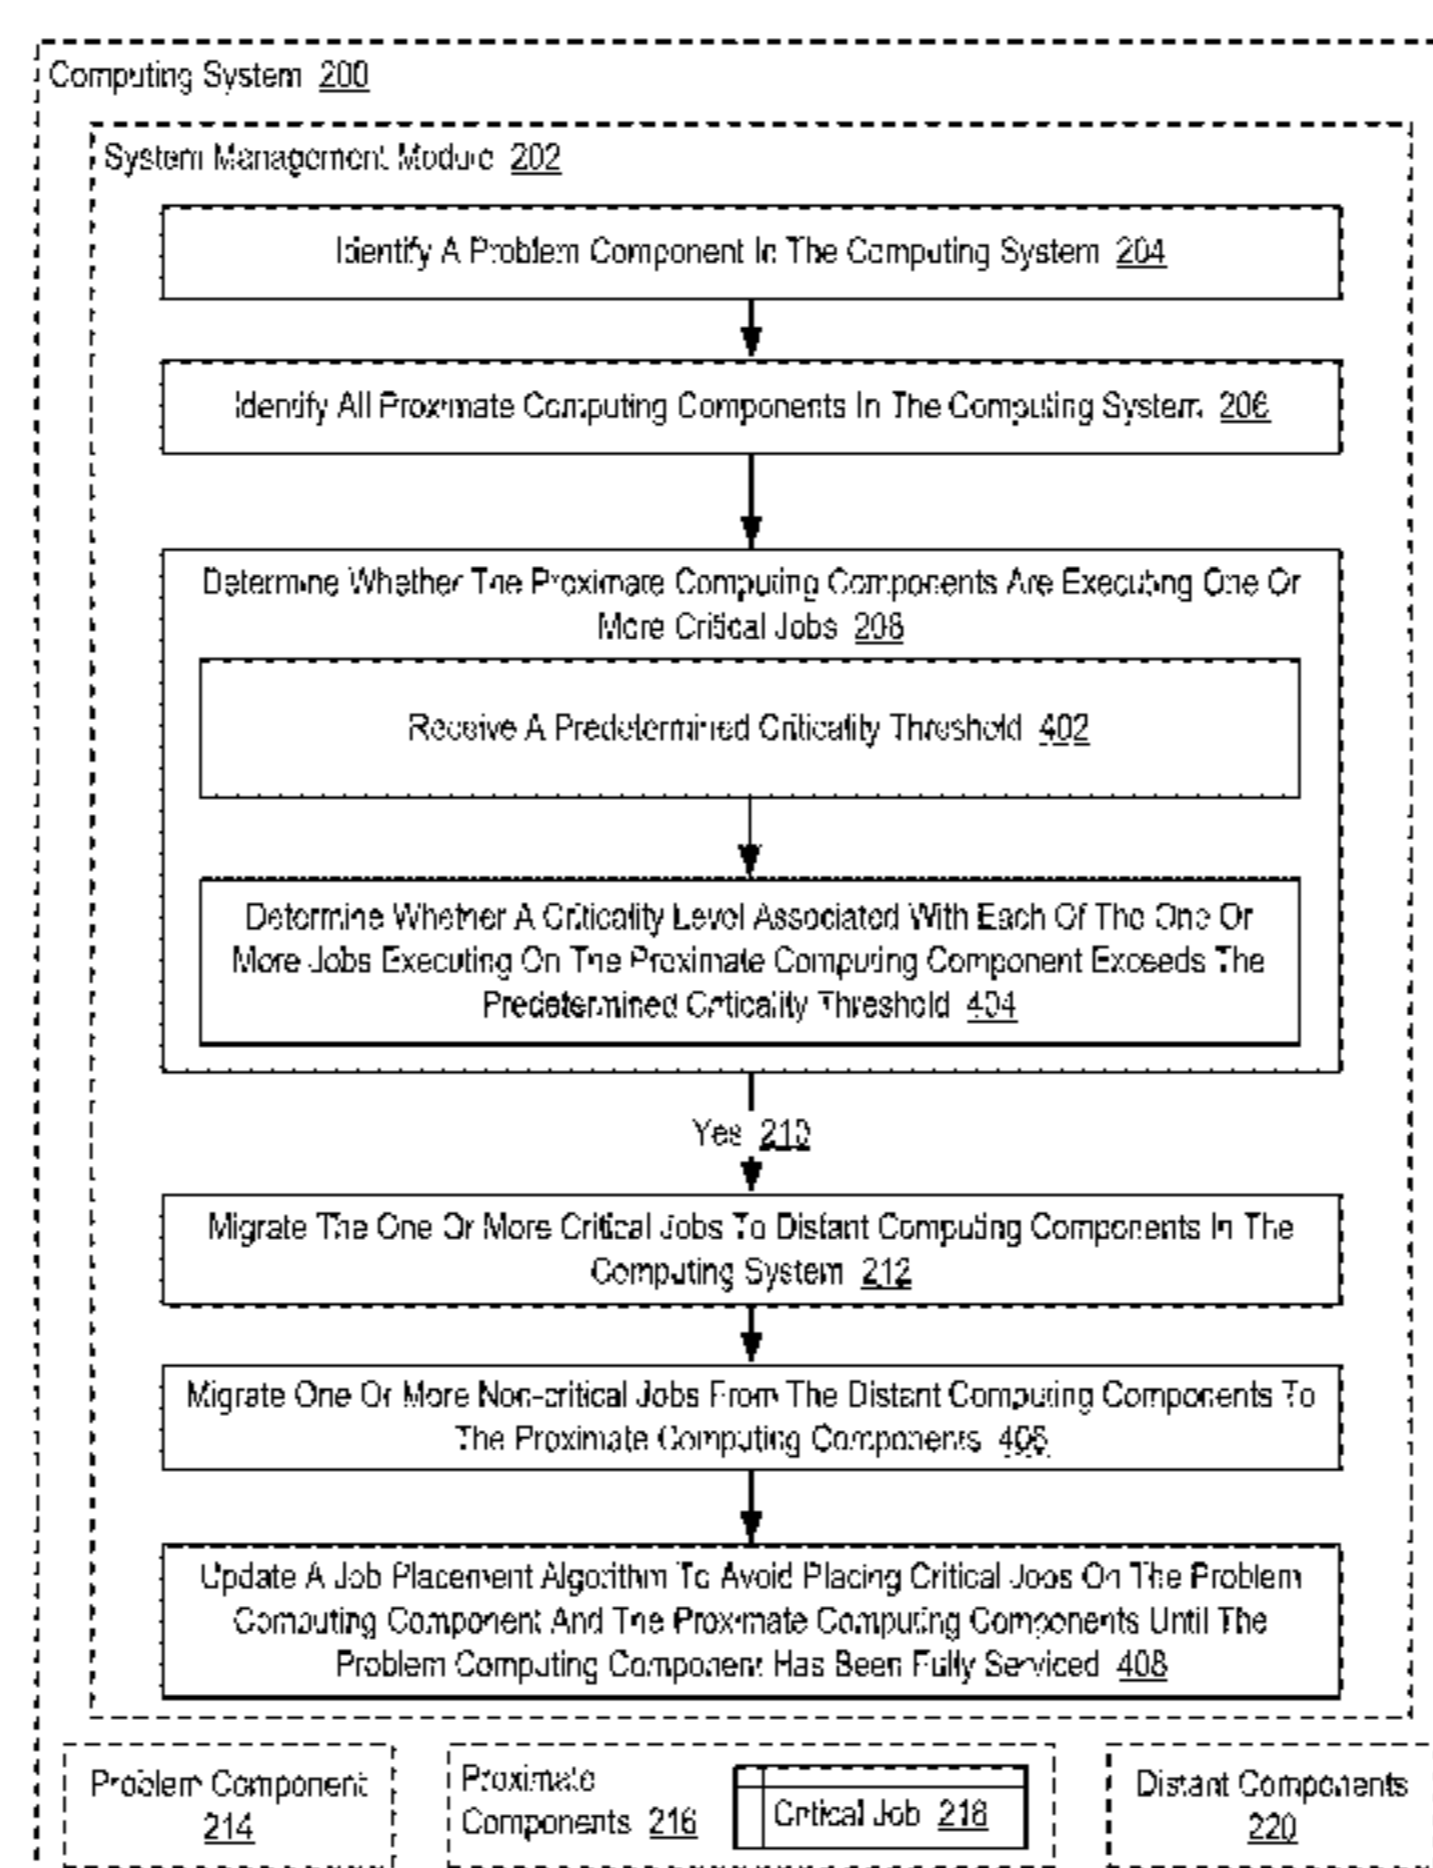 Computing System 200
System Management Module 202
Identify A Problem Component In The Computing System 204
Identify All Proximate Computing Components In The Computing System 206
Determine Whether The Proximate Computing Components Are Executing One Or
More Critical Jobs 208
Receive A Predetermined Criticality Threshold 402
Determine Whether A Criticality Level Associated With Each Of The One Or
More Jobs Executing On The Proximate Computing Component Exceeds The
Predetermined Criticality Threshold 404
Yes 210
Migrate The One Or More Critical Jobs To Distant Computing Components In The
Computing System 212
Migrate One Or More Non-critical Jobs From The Distant Computing Components To
The Proximate Computing Components 406
Update A Job Placement Algorithm To Avoid Placing Critical Jobs On The Problem
Computing Component And The Proximate Computing Components Until The
Problem Computing Component Has Been Fully Serviced 408
Problem Component
214
Proximate
Components 216
Critical Job 218
Distant Components
220